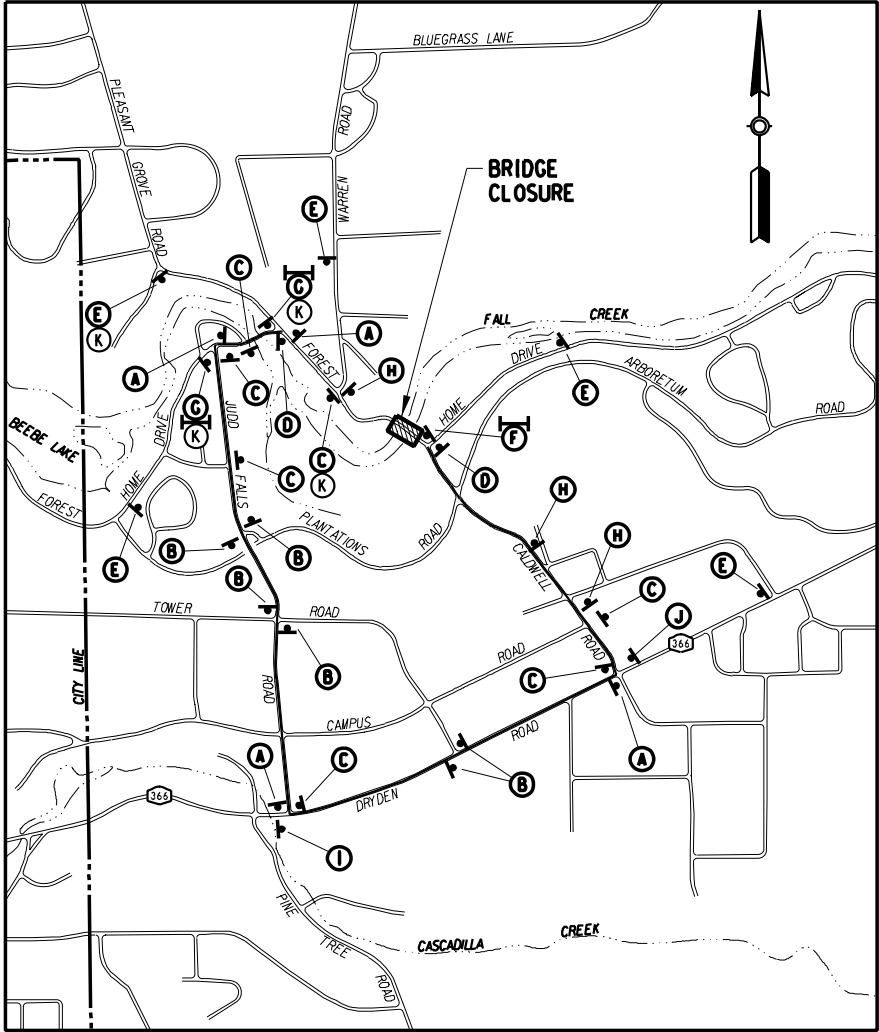 BLUEGRASS LANE
PLEASANT
GROVE
ROAD
ROAD
WARREN
BRIDGE
CLOSURE
E
C
G
K
E
K
A
A
H
FALL
CREEK
FOREST
HOME
DRIVE
ARBORETUM
ROAD
E
G
K
C
D
C
K
F
D
BEEBE LAKE
JUDD
FALLS
ROAD
DRIVE
HOME
FOREST
C
E
B
B
PLANTATIONS
ROAD
H
H
CALDWELL
ROAD
E
C
J
366
B
TOWER
ROAD
B
CITY LINE
ROAD
C
CAMPUS
ROAD
A
A
C
B
366
DRYDEN
I
PINE
TREE
ROAD
CASCADILLA
CREEK